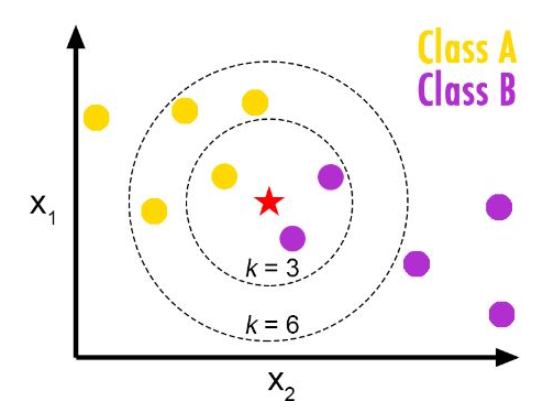 Class A
Class B
x1
k = 3
k = 6
x2